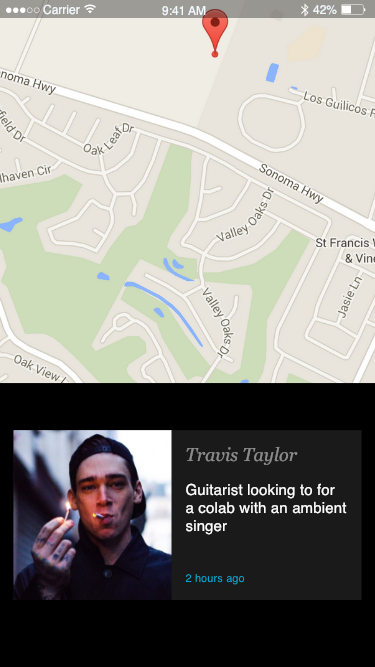 Carrier 9:41 AM 42%
Los Guilicos R
noma Hwy
Oak Leaf Dr
field Dr
lhaven Cir
Sonoma Hwy
Valley Oaks Dr
St Francis W
& Vine
Jasie Ln
Valley Oaks Dr
Oak View L
Travis Taylor
Guitarist looking to for
a colab with an ambient
singer
2 hours ago